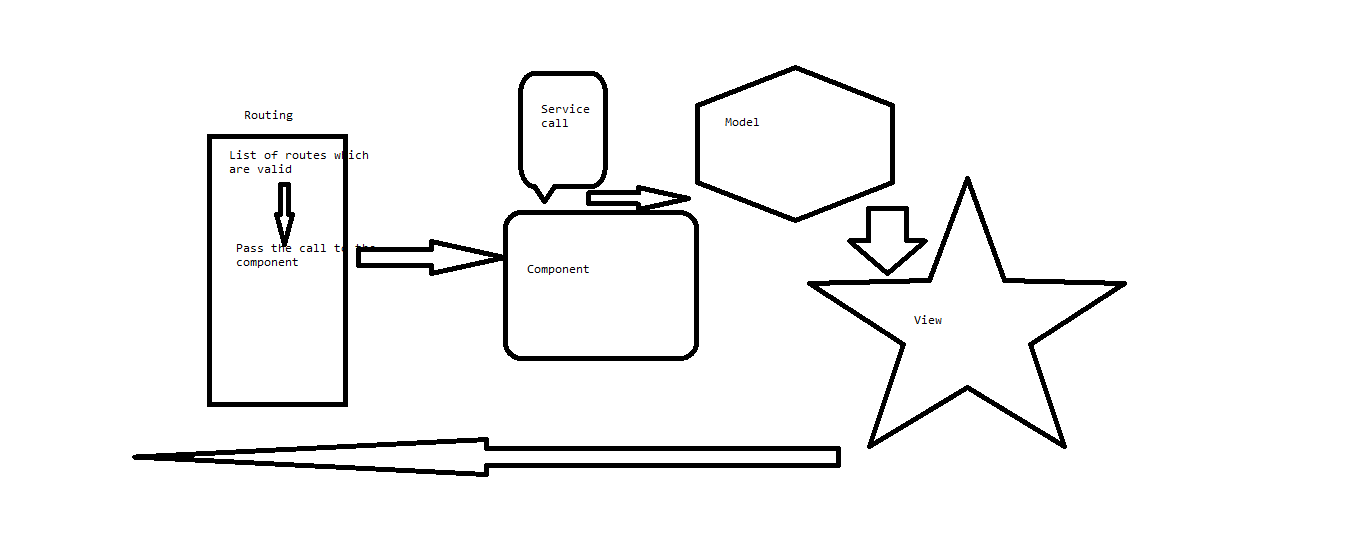 Routing
List of routes which
are valid
Pass the call to the
component
Service
call
Component
Model
View